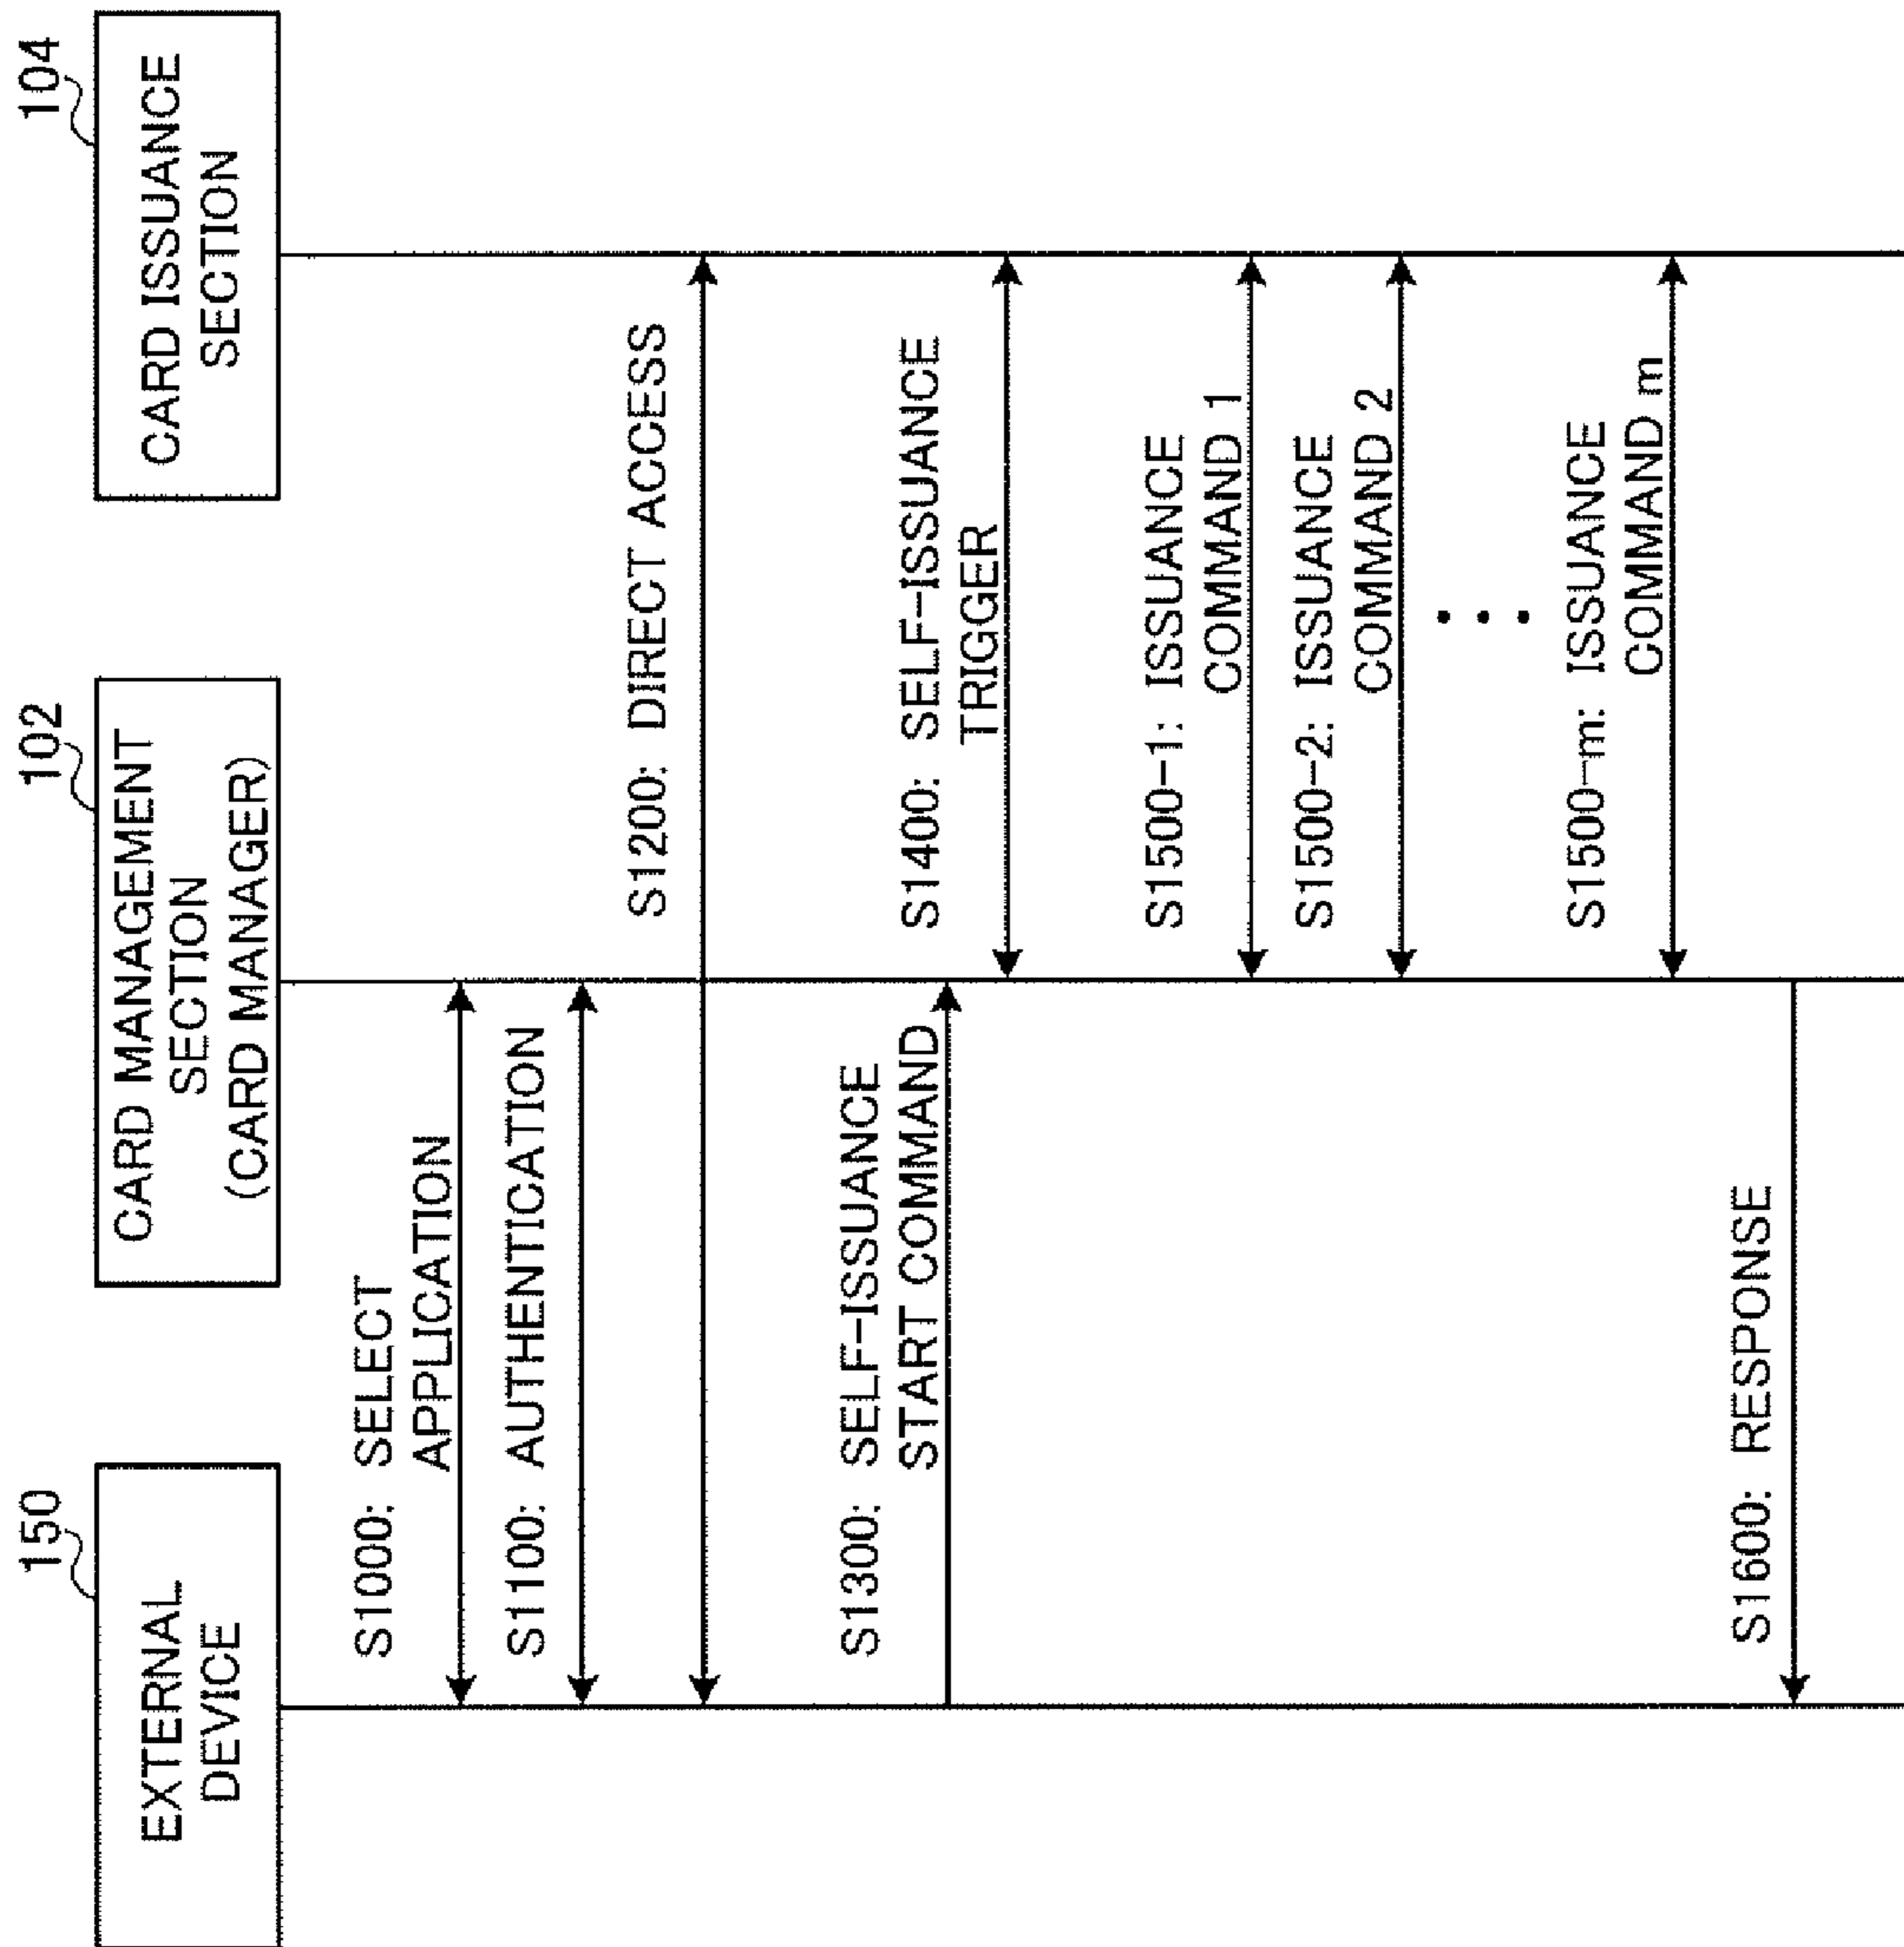 150
EXTERNAL
DEVICE
102
CARD MANAGEMENT
SECTION
(CARD MANAGER)
104
CARD ISSUANCE
SECTION
S1000: SELECT
APPLICATION
S1100: AUTHENTICATION
S1200: DIRECT ACCESS
S1300: SELF-ISSUANCE
START COMMAND
S1400: SELF-ISSUANCE
TRIGGER
S1500-1: ISSUANCE
COMMAND 1
S1500-2: ISSUANCE
COMMAND 2
• • •
S1500-m: ISSUANCE
COMMAND m
S1600: RESPONSE